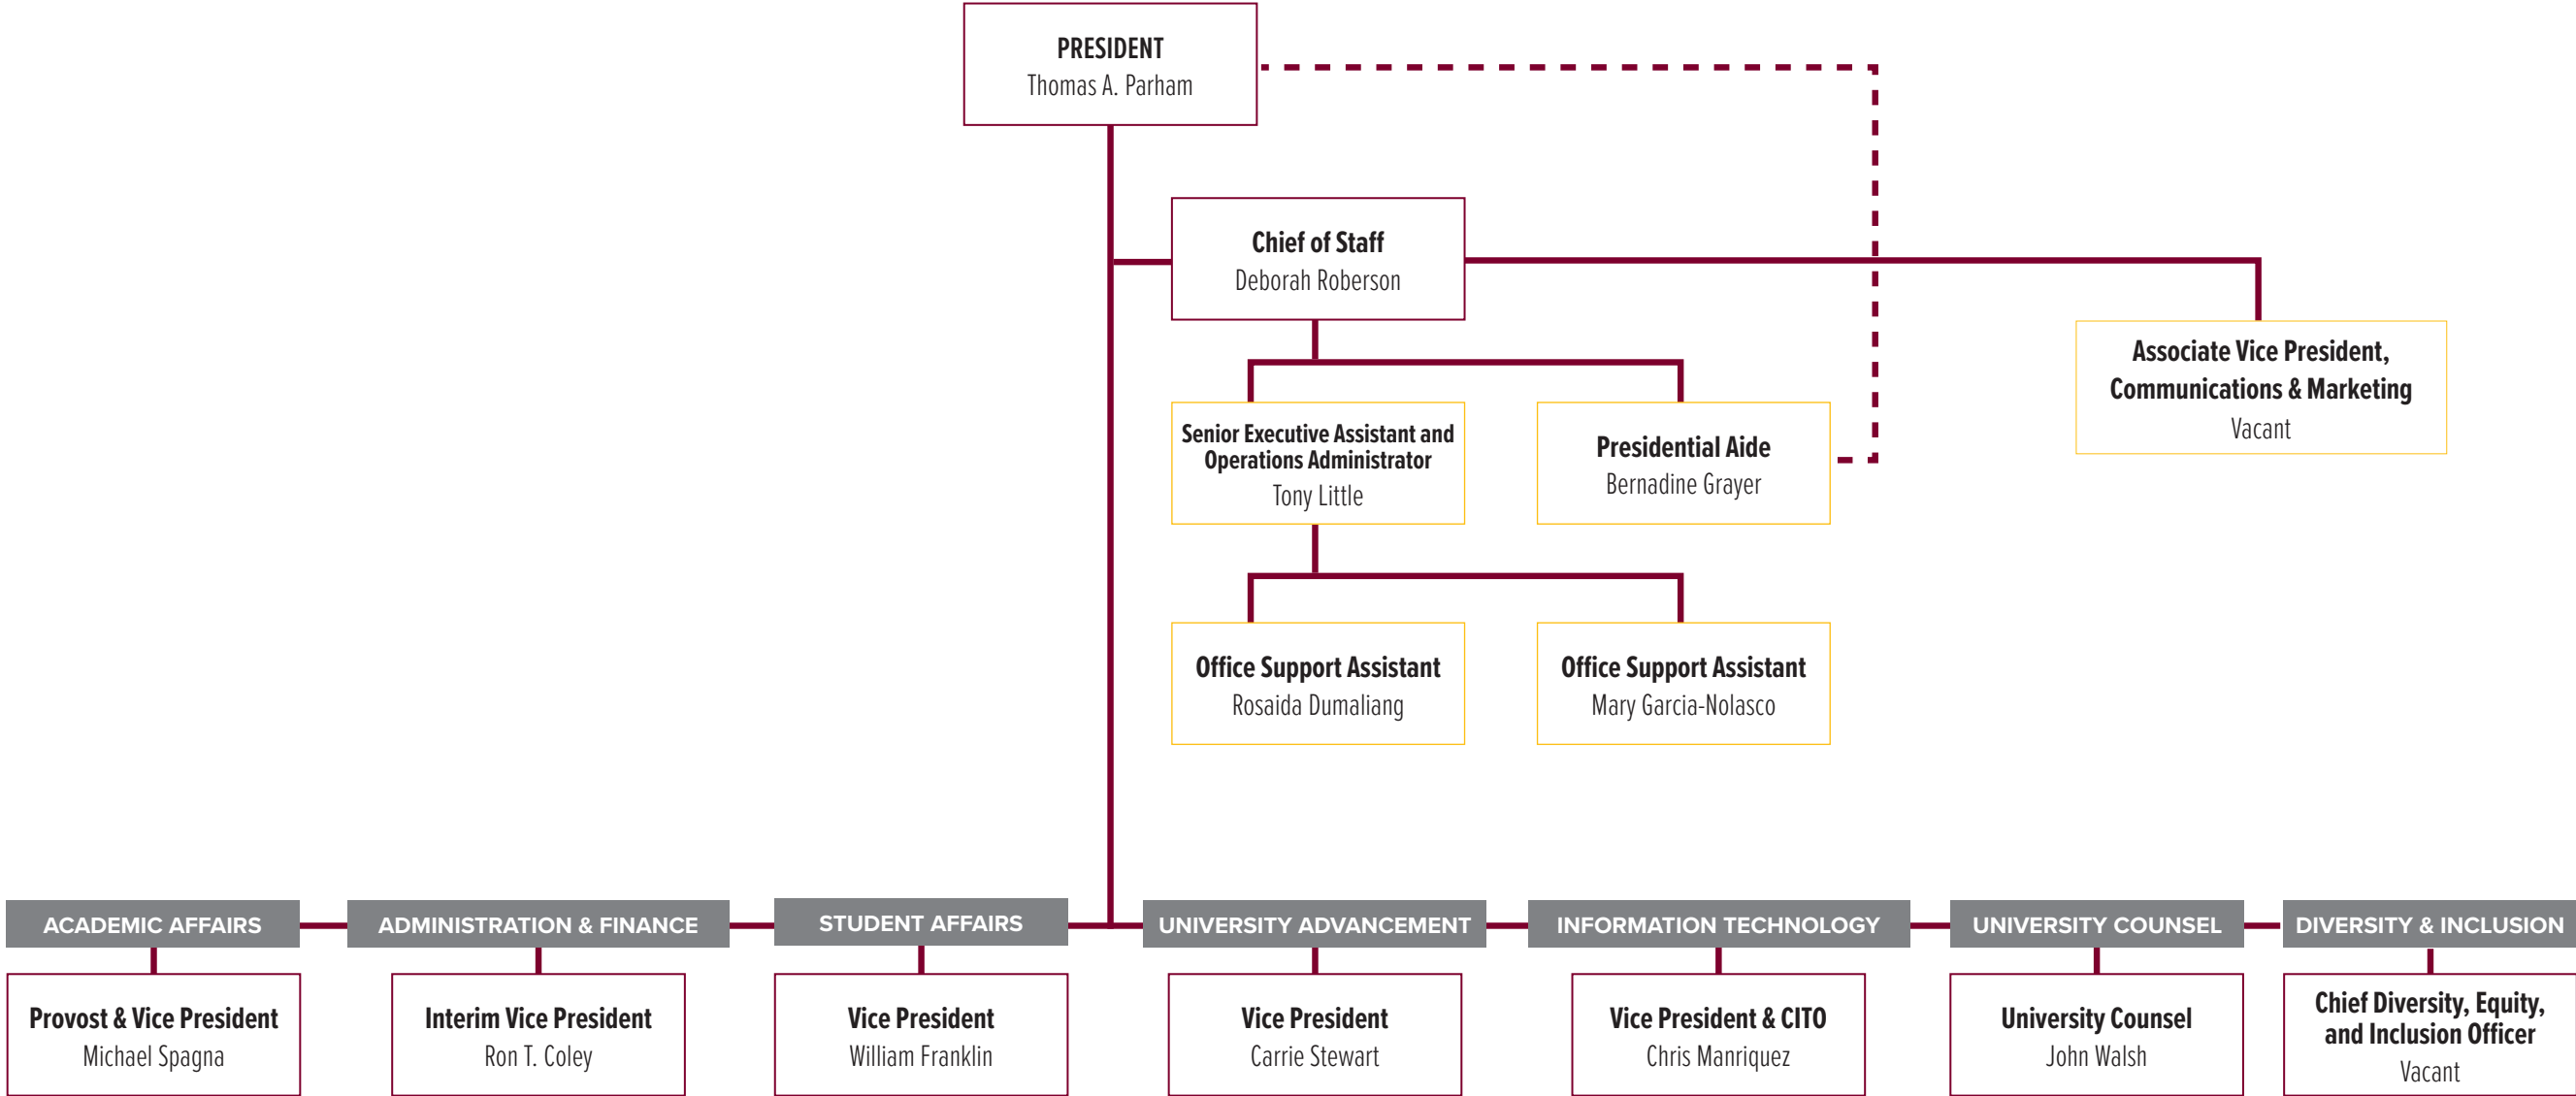 PRESIDENT
Thomas A. Parham
Chief of Staff
Deborah Roberson
Associate Vice President,
Communications & Marketing
Vacant
Senior Executive Assistant and
Operations Administrator
Tony Little
Presidential Aide
Bernadine Grayer
Office Support Assistant
Rosaida Dumaliang
Office Support Assistant
Mary Garcia-Nolasco
ACADEMIC AFFAIRS
Provost & Vice President
Michael Spagna
ADMINISTRATION & FINANCE
Interim Vice President
Ron T. Coley
STUDENT AFFAIRS
Vice President
William Franklin
UNIVERSITY ADVANCEMENT
Vice President
Carrie Stewart
INFORMATION TECHNOLOGY
Vice President & CITO
Chris Manriquez
UNIVERSITY COUNSEL
University Counsel
John Walsh
DIVERSITY & INCLUSION
Chief Diversity, Equity,
and Inclusion Officer
Vacant